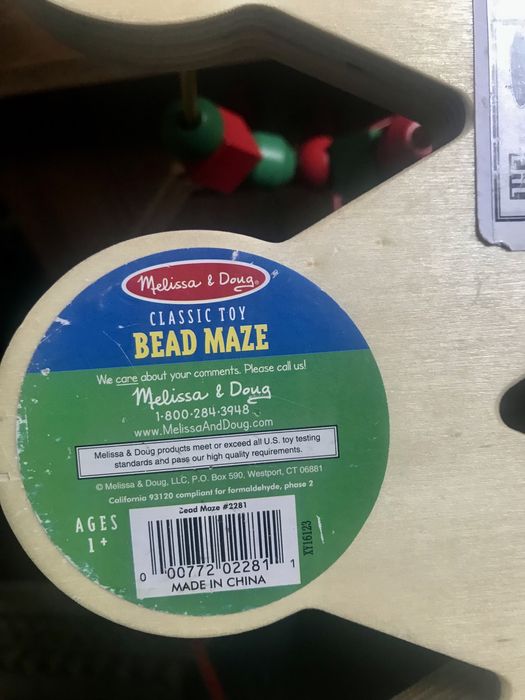 Melissa & Doug®
CLASSIC TOY
BEAD MAZE
We care about your comments. Please call us!
Melissa & Doug
1-800-284-3948
www.MelissaAndDoug.com
Melissa & Doug products meet or exceed all U.S. toy testing
standards and pass our high quality requirements.
© Melissa & Doug, LLC, P.O. Box 590, Westport, CT 06881
California 93120 compliant for formaldehyde, phase 2
AGES
1+
Bead Maze #2281
0 00772 02281 1
MADE IN CHINA
XY16123